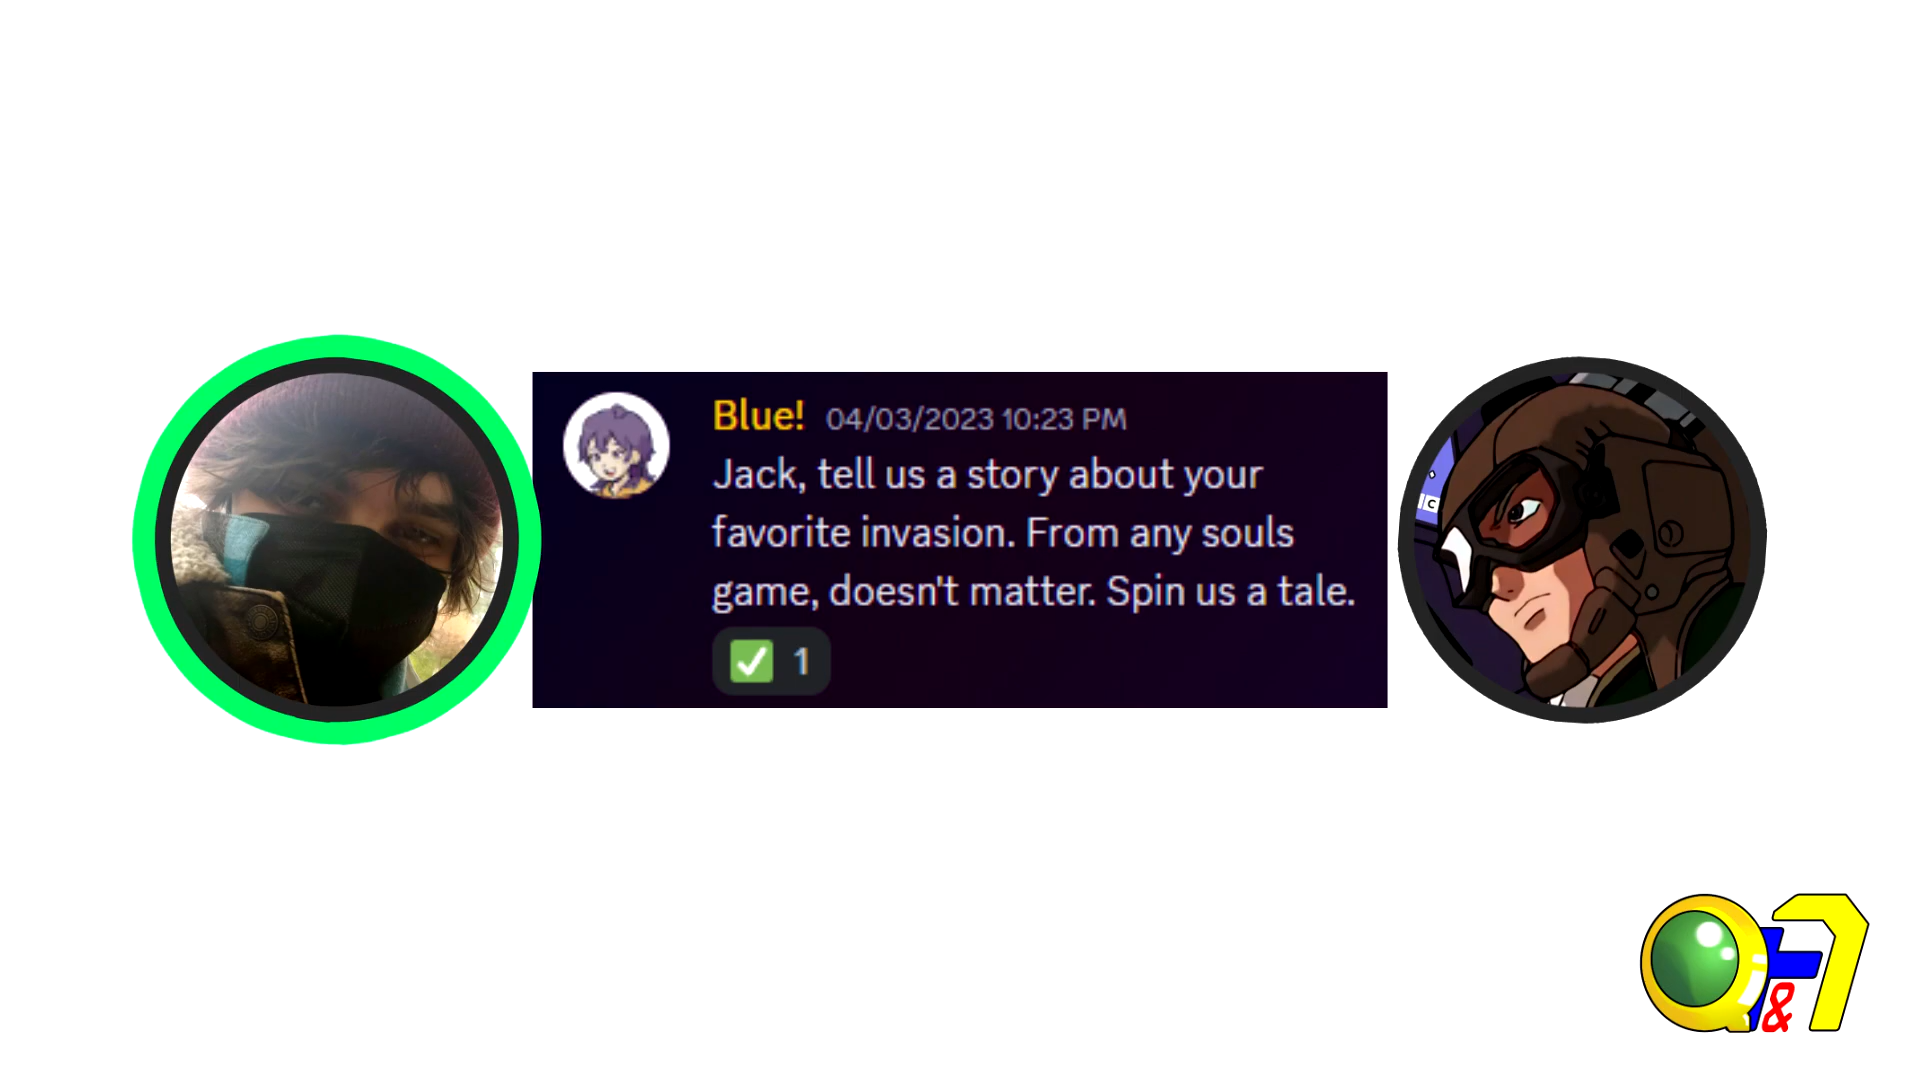 Blue! 04/03/2023 10:23 PM
Jack, tell us a story about your
favorite invasion. From any souls
game, doesn't matter. Spin us a tale.
✅ 1
C
Q&A